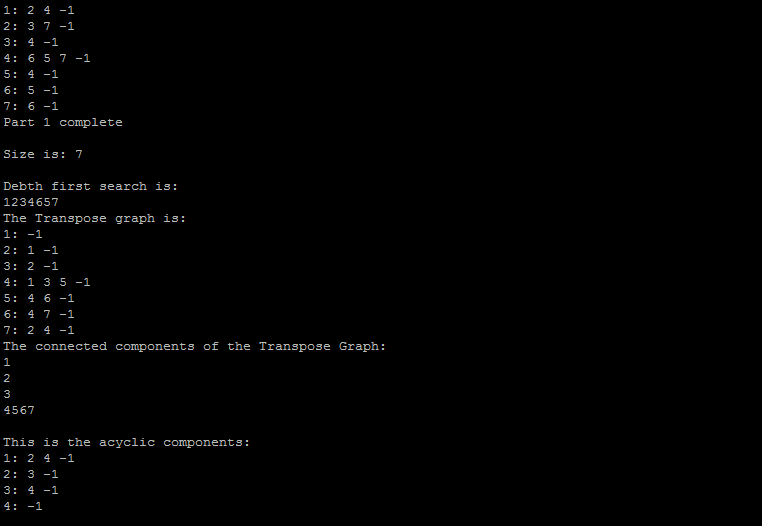 1: 2 4 -1
2: 3 7 -1
3: 4 -1
4: 6 5 7 -1
5: 4 -1
6: 5 -1
7: 6 -1
Part 1 complete
Size is: 7
Debth first search is:
1234657
The Transpose graph is:
1: -1
2: 1 -1
3: 2 -1
4: 1 3 5 -1
5: 4 6 -1
6: 4 7 -1
7: 2 4 -1
The connected components of the Transpose Graph:
1
2
3
4567
This is the acyclic components:
1: 2 4 -1
2: 3 -1
3: 4 -1
4: -1